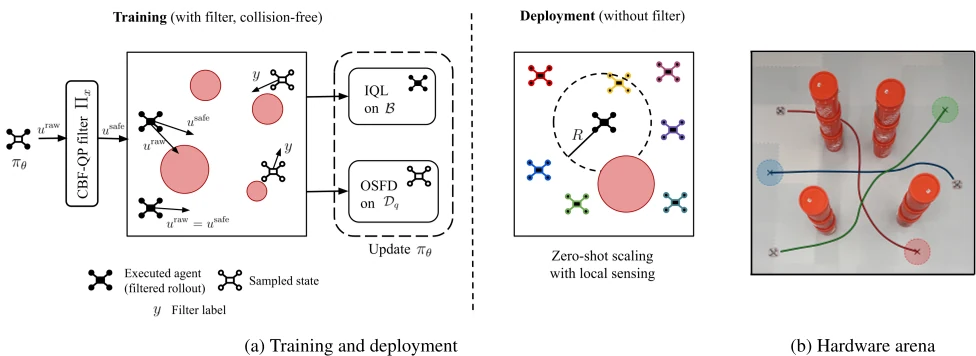 Training (with filter, collision-free)
Deployment (without filter)
π_θ
u^raw
CBF-QP filter Π_x
u^safe
u^safe
u^raw
u^raw = u^safe
y
y
IQL
on 𝓑
OSFD
on 𝒟_q
Update π_θ
Executed agent
(filtered rollout)
Sampled state
y Filter label
R
Zero-shot scaling
with local sensing
(a) Training and deployment
(b) Hardware arena